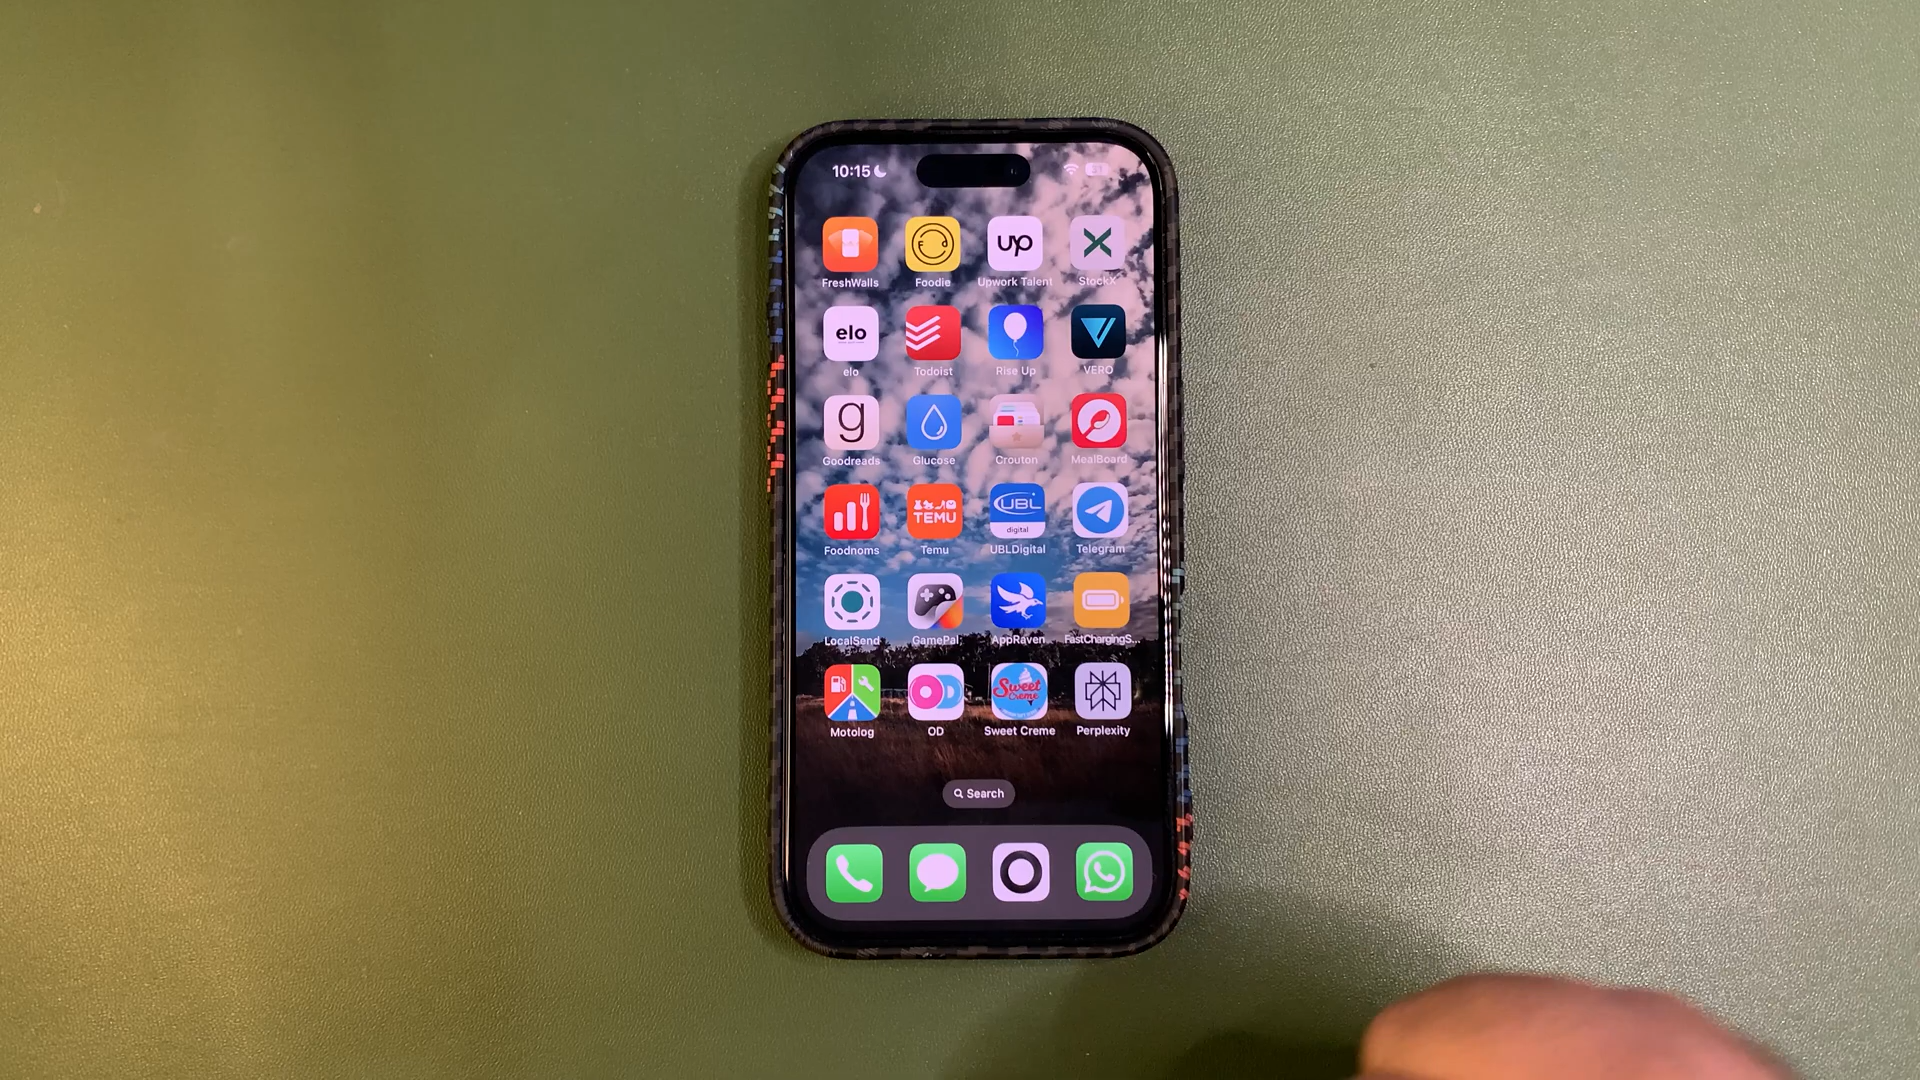 10:15
FreshWalls Foodie Upwork Talent StockX
up
elo
elo Todoist Rise Up VERO
g
Goodreads Glucose Crouton MealBoard
TEMU UBL digital
Foodnoms Temu UBLDigital Telegram
LocalSend GamePal AppRaven FastChargingS...
OD Sweet Creme
Motolog OD Sweet Creme Perplexity
Search